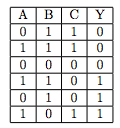 A B C Y
0 1 1 0
1 1 1 0
0 0 0 0
1 1 0 1
0 1 0 1
1 0 1 1